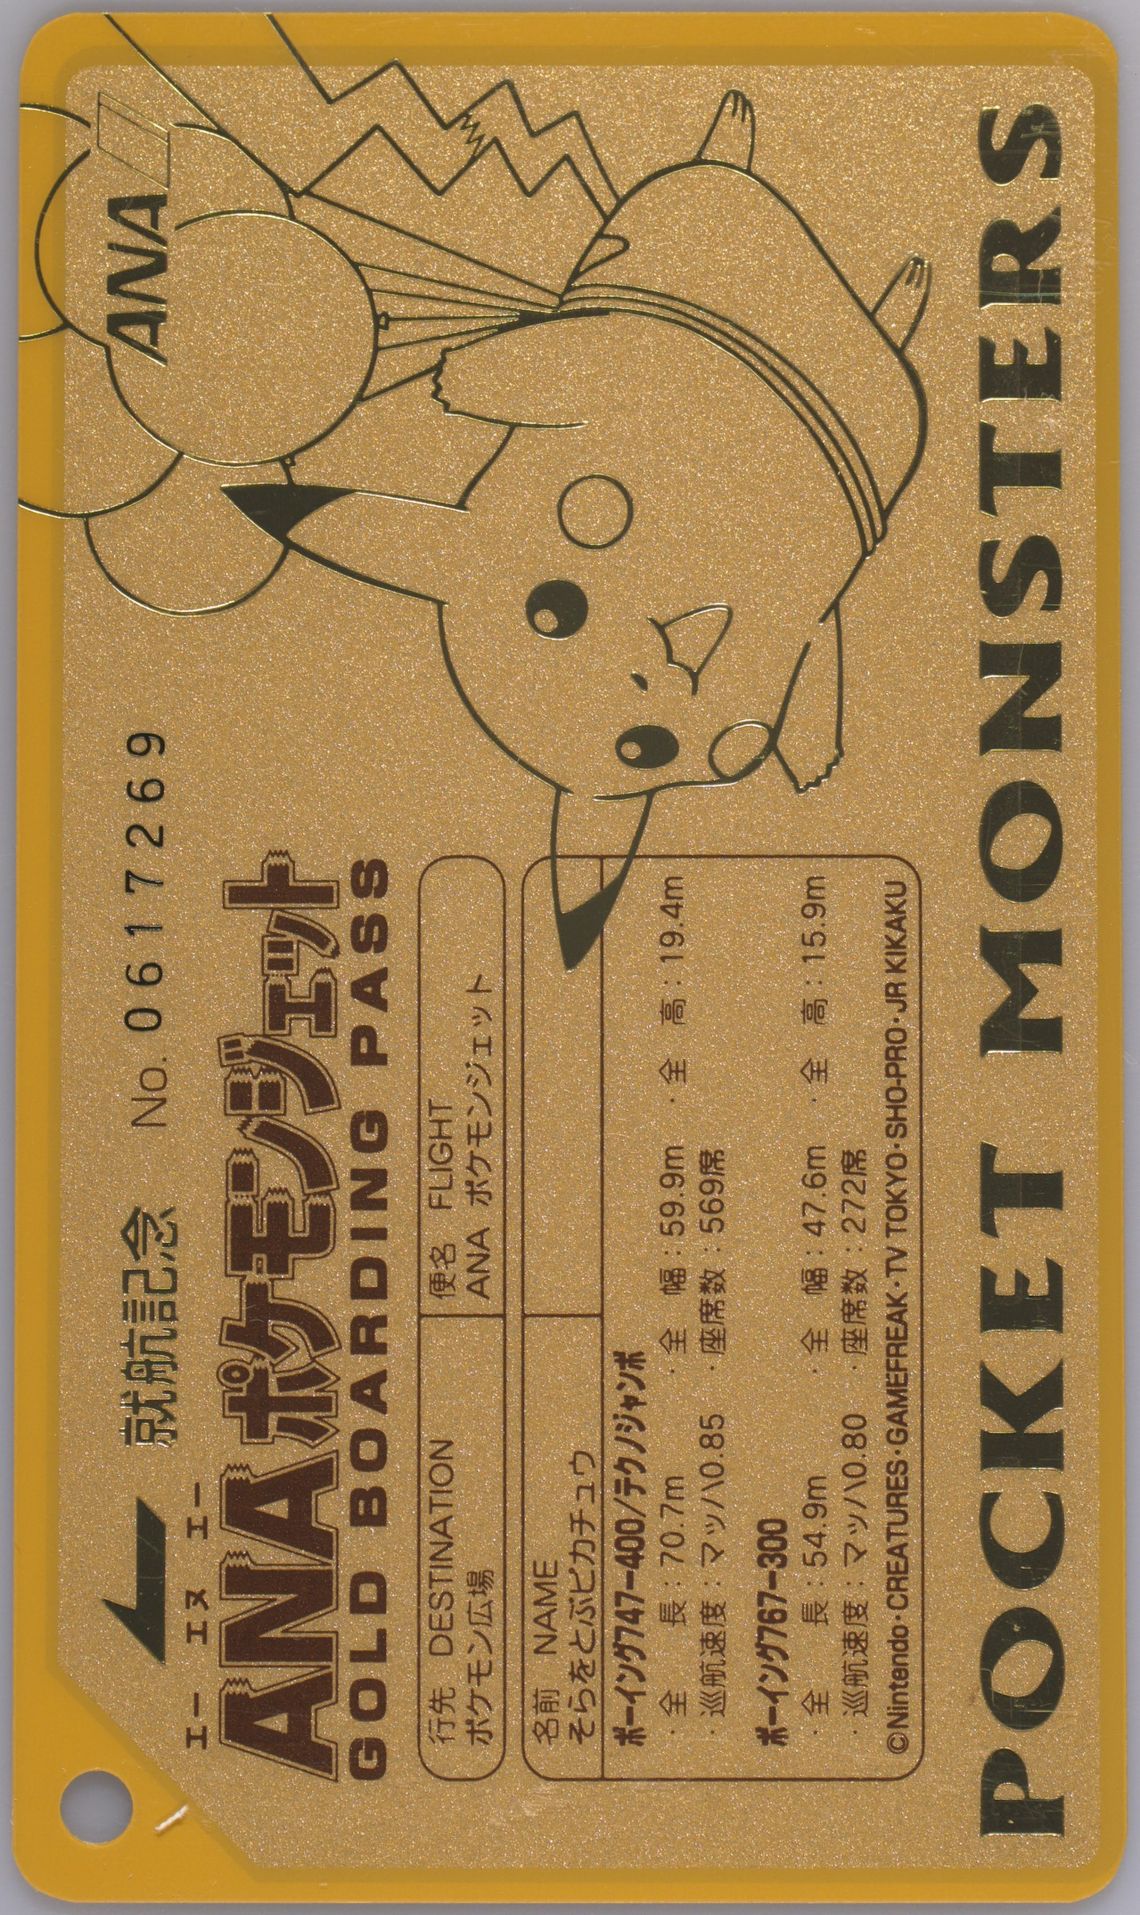 就航記念 No. 0617269
ANA
エー エヌ エー
ANAポケモンジェット
GOLD BOARDING PASS
行先 DESTINATION
ポケモン広場
便名 FLIGHT
ANA ポケモンジェット
名前 NAME
そらをとぶピカチュウ
ボーイング747-400/テクノジャンボ
・全 長：70.7m ・全 幅：59.9m ・全 高：19.4m
・巡航速度：マッハ0.85 ・座席数：569席
ボーイング767-300
・全 長：54.9m ・全 幅：47.6m ・全 高：15.9m
・巡航速度：マッハ0.80 ・座席数：272席
©Nintendo・CREATURES・GAMEFREAK・TV TOKYO・SHO-PRO・JR KIKAKU
POCKET MONSTERS